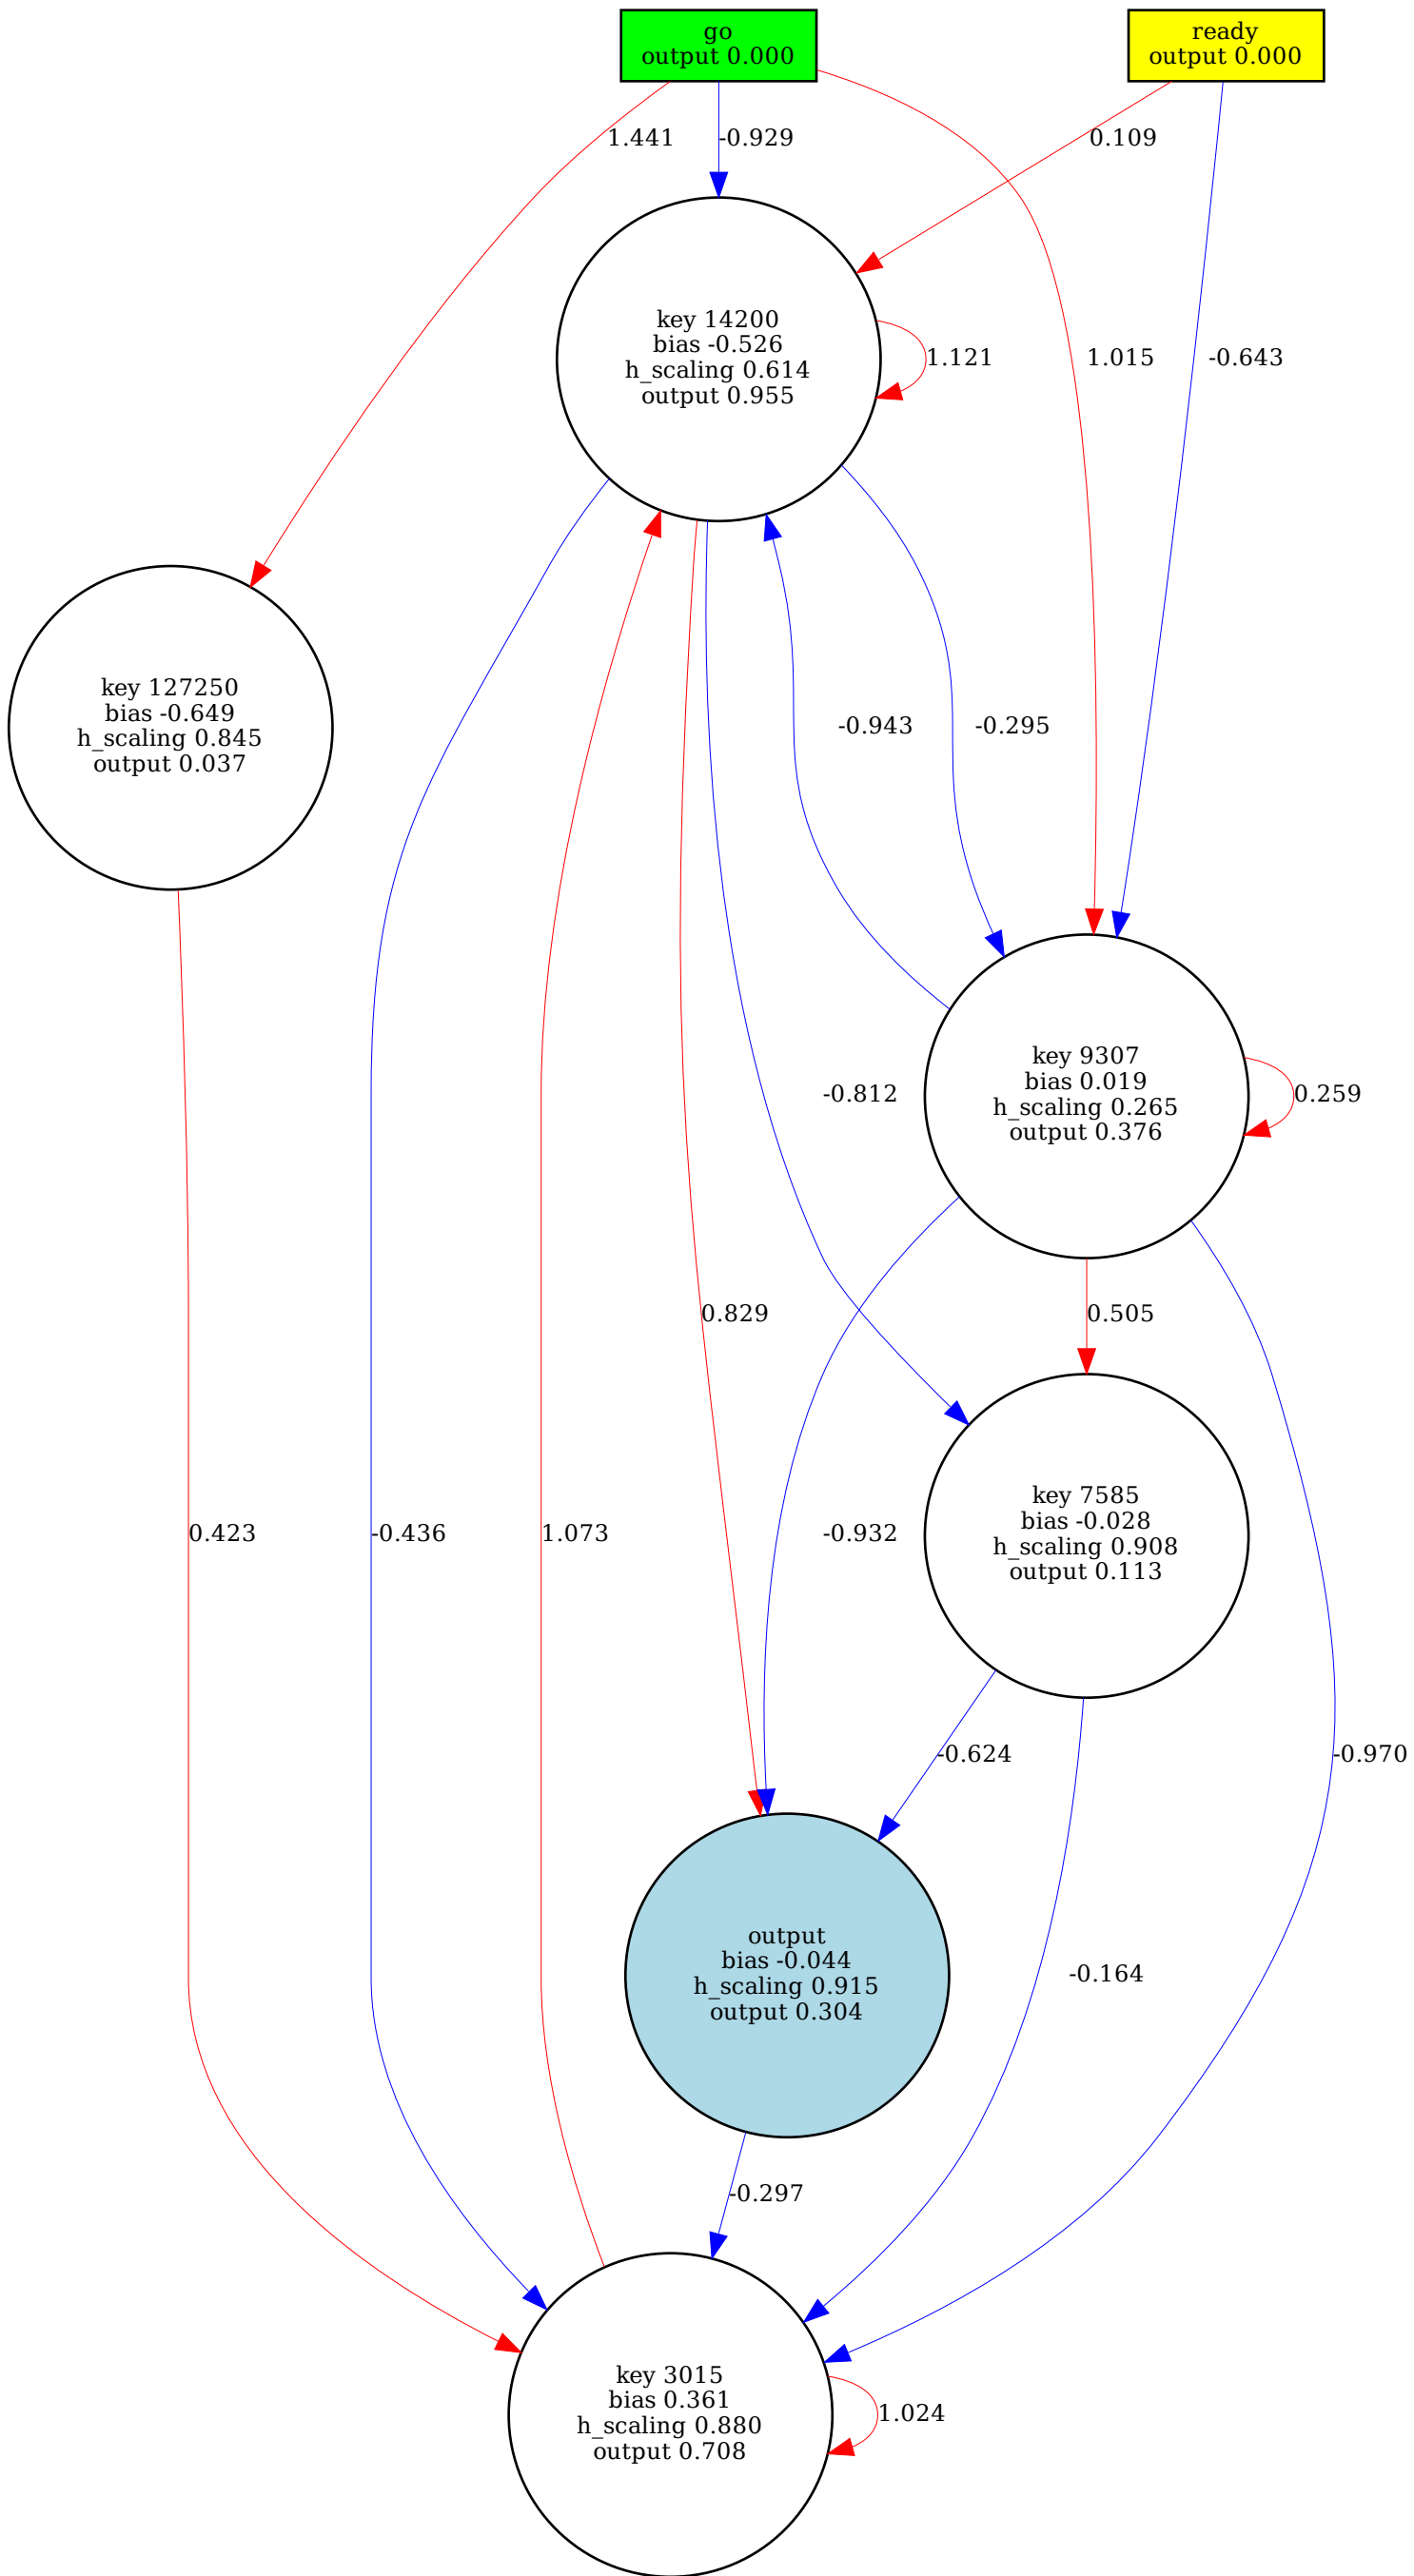 go
output 0.000
ready
output 0.000
1.441
-0.929
0.109
key 14200
bias -0.526
h_scaling 0.614
output 0.955
1.121
1.015
-0.643
key 127250
bias -0.649
h_scaling 0.845
output 0.037
-0.943
-0.295
key 9307
bias 0.019
h_scaling 0.265
output 0.376
-0.812
0.259
0.829
0.505
key 7585
bias -0.028
h_scaling 0.908
output 0.113
0.423
-0.436
1.073
-0.932
-0.624
-0.970
output
bias -0.044
h_scaling 0.915
output 0.304
-0.164
-0.297
key 3015
bias 0.361
h_scaling 0.880
output 0.708
1.024